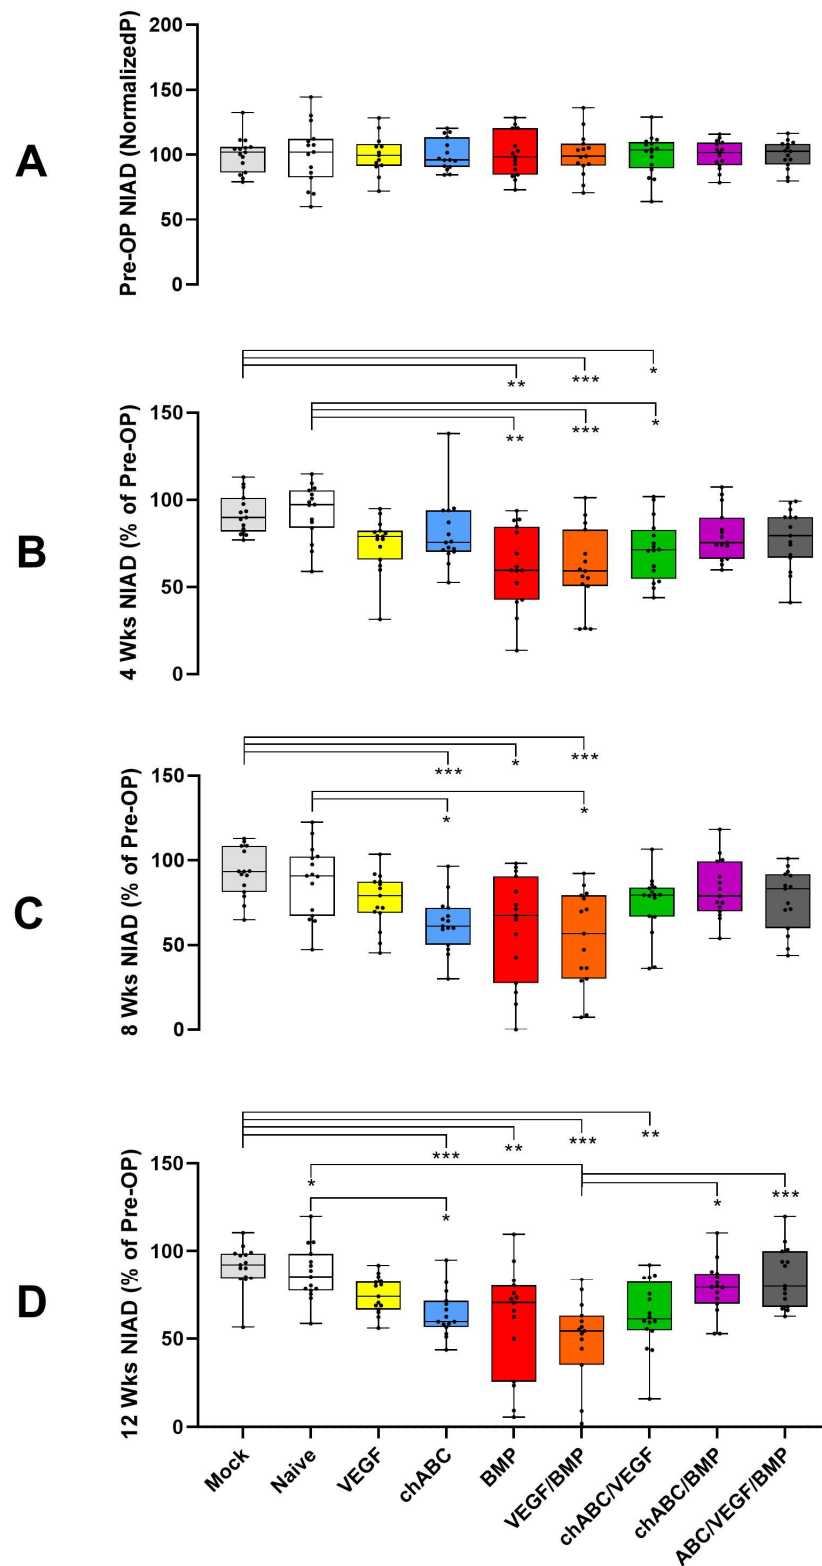 A
Pre-OP NIAD (NormalizedP)
200
150
100
50
0
B
4 Wks NIAD (% of Pre-OP)
** *** *
** *** *
150
100
50
0
C
8 Wks NIAD (% of Pre-OP)
*** * ***
* *
150
100
50
0
D
12 Wks NIAD (% of Pre-OP)
*** ** *** **
* * * ***
150
100
50
0
Mock
Naive
VEGF
chABC
BMP
VEGF/BMP
chABC/VEGF
chABC/BMP
ABC/VEGF/BMP